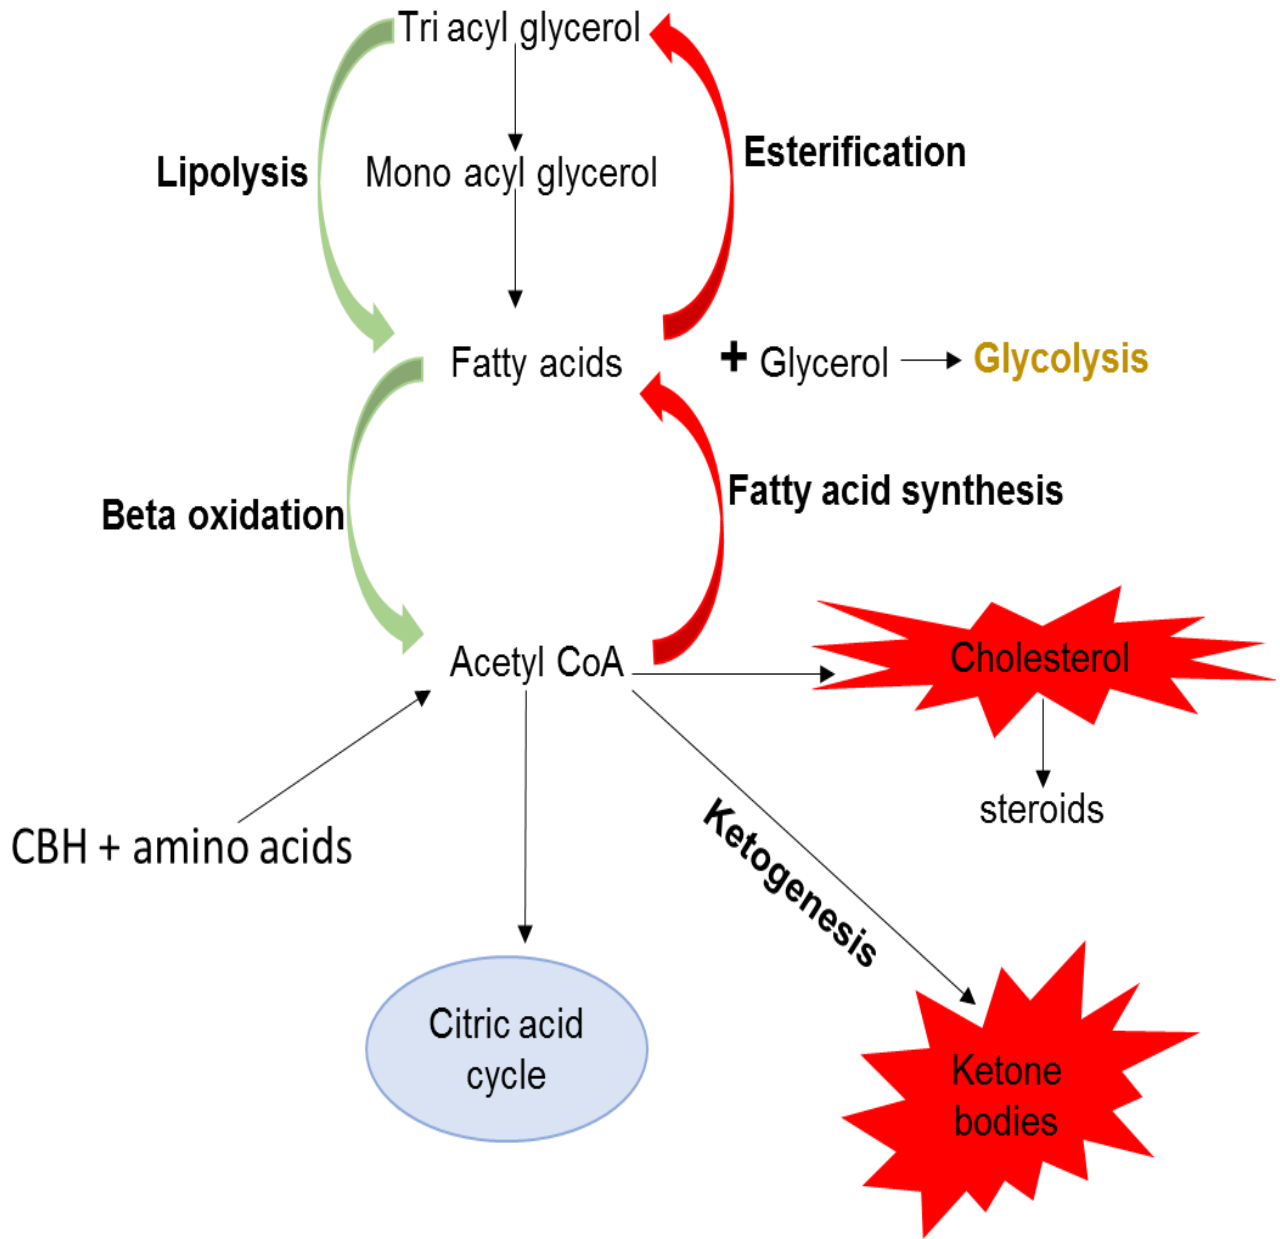 Tri acyl glycerol
Lipolysis
Mono acyl glycerol
Esterification
Fatty acids
+ Glycerol
Glycolysis
Beta oxidation
Fatty acid synthesis
Acetyl CoA
Cholesterol
steroids
CBH + amino acids
Ketogenesis
Citric acid
cycle
Ketone
bodies